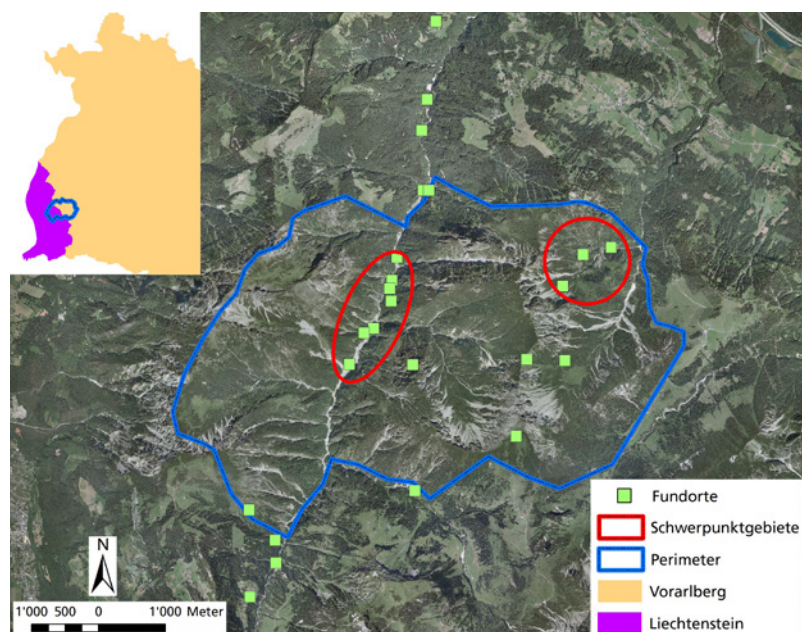 N
1'000 500 0 1'000 Meter
Fundorte
Schwerpunktgebiete
Perimeter
Vorarlberg
Liechtenstein